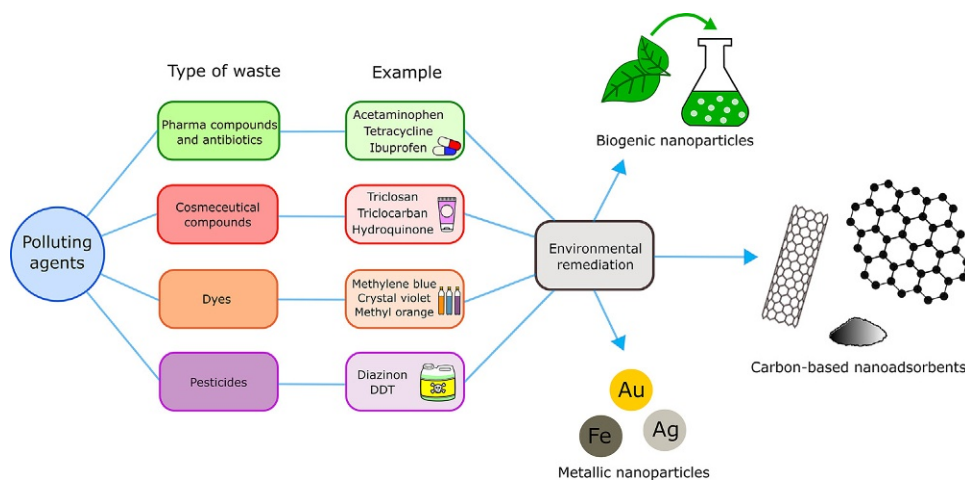 Type of waste
Example
Polluting
agents
Pharma compounds
and antibiotics
Acetaminophen
Tetracycline
Ibuprofen
Cosmeceutical
compounds
Triclosan
Triclocarban
Hydroquinone
Dyes
Methylene blue
Crystal violet
Methyl orange
Pesticides
Diazinon
DDT
Environmental
remediation
Biogenic nanoparticles
Carbon-based nanoadsorbents
Au
Fe
Ag
Metallic nanoparticles